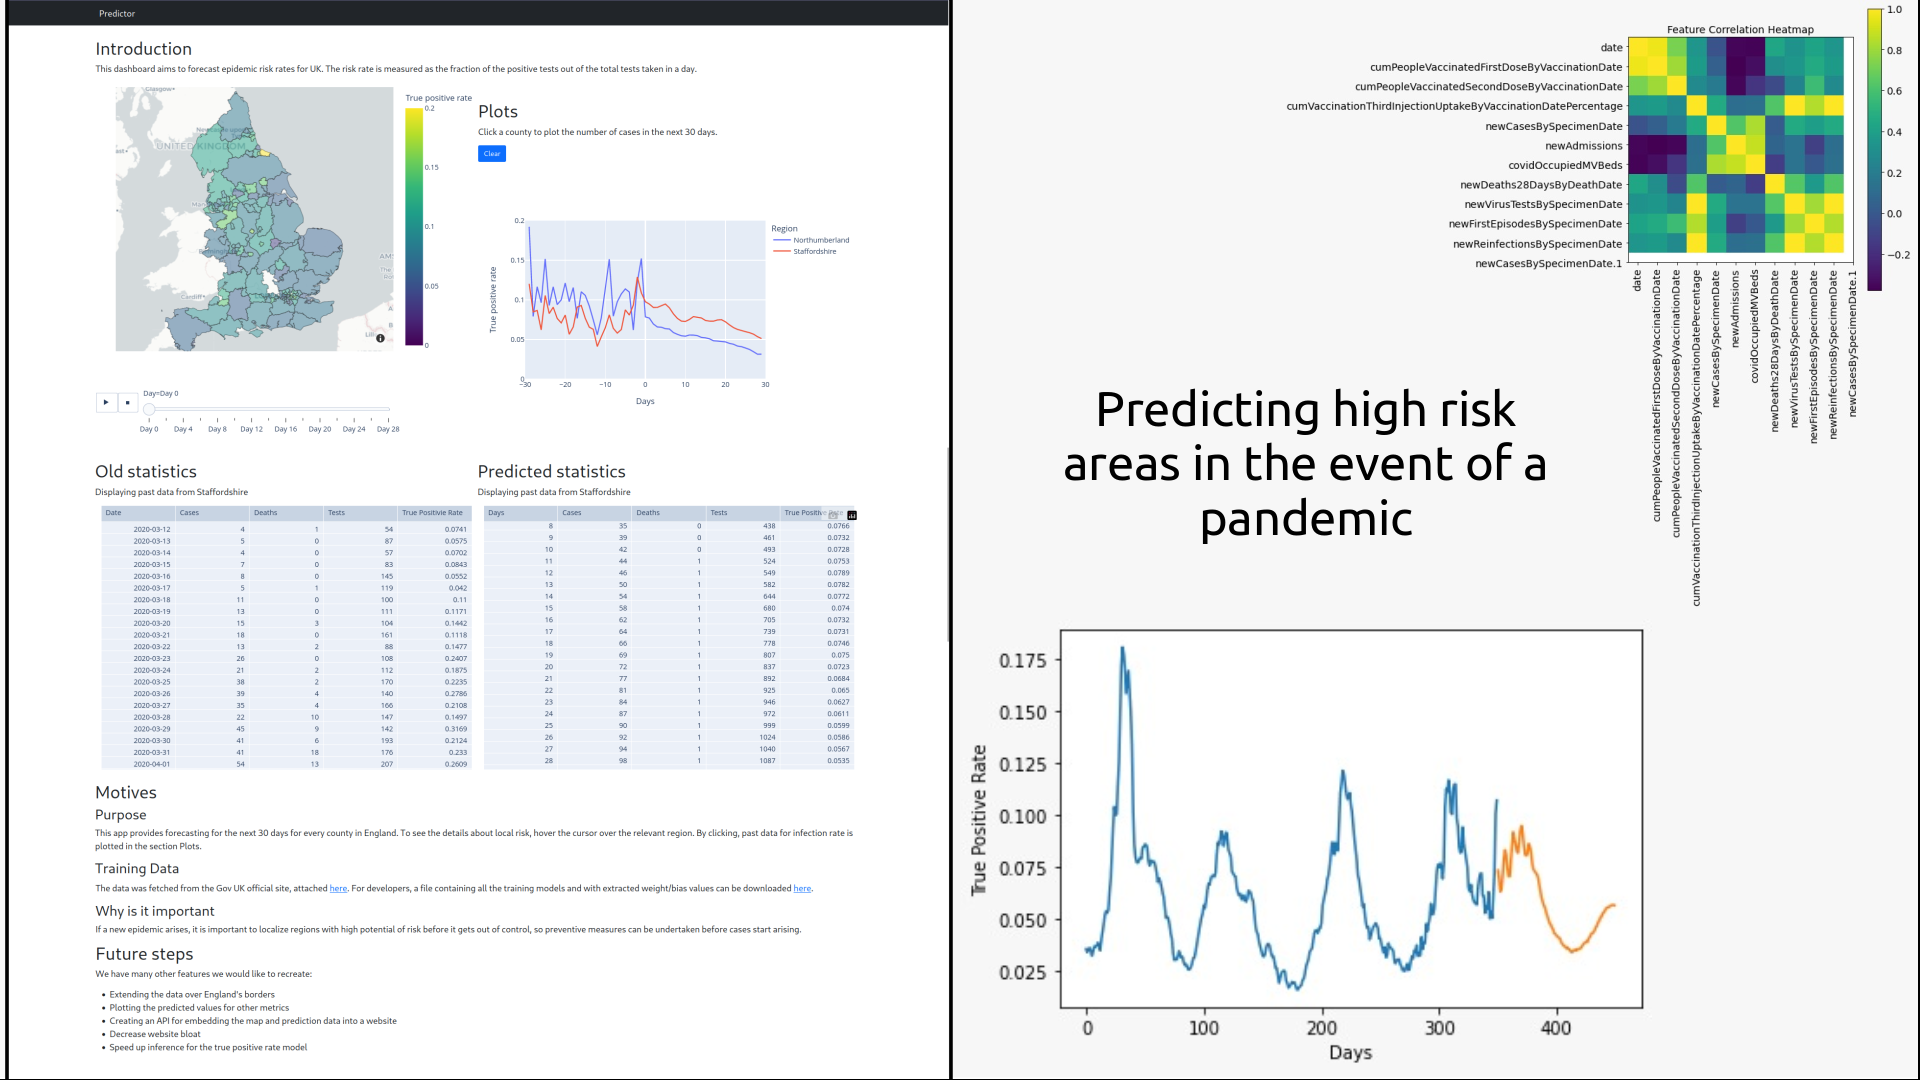 Predictor
Introduction
This dashboard aims to forecast epidemic risk rates for UK. The risk rate is measured as the fraction of the positive tests out of the total tests taken in a day.
Glasgow
UNITED KINGDOM
Cardiff
True positive rate
0.2
0.15
0.1
0.05
0
Plots
Click a county to plot the number of cases in the next 30 days.
Clear
0.2
0.15
0.1
0.05
0
True positive rate
−30 −20 −10 0 10 20 30
Days
Region
Northumberland
Staffordshire
Day=Day 0
Day 0 Day 4 Day 8 Day 12 Day 16 Day 20 Day 24 Day 28
Old statistics
Displaying past data from Staffordshire
Date Cases Deaths Tests True Positivie Rate
2020-03-12 4 1 54 0.0741
2020-03-13 5 0 87 0.0575
2020-03-14 4 0 57 0.0702
2020-03-15 7 0 83 0.0843
2020-03-16 8 0 145 0.0552
2020-03-17 5 1 119 0.042
2020-03-18 11 0 100 0.11
2020-03-19 13 0 111 0.1171
2020-03-20 15 3 104 0.1442
2020-03-21 18 0 161 0.1118
2020-03-22 13 2 88 0.1477
2020-03-23 26 0 108 0.2407
2020-03-24 21 2 112 0.1875
2020-03-25 38 2 170 0.2235
2020-03-26 39 4 140 0.2786
2020-03-27 35 4 166 0.2108
2020-03-28 22 10 147 0.1497
2020-03-29 45 9 142 0.3169
2020-03-30 41 6 193 0.2124
2020-03-31 41 18 176 0.233
2020-04-01 54 13 207 0.2609
Predicted statistics
Displaying past data from Staffordshire
Days Cases Deaths Tests True Positive
8 35 0 438 0.0766
9 39 0 461 0.0732
10 42 0 493 0.0728
11 44 1 524 0.0753
12 46 1 549 0.0789
13 50 1 582 0.0782
14 54 1 644 0.0772
15 58 1 680 0.074
16 62 1 705 0.0732
17 64 1 739 0.0731
18 66 1 778 0.0746
19 69 1 807 0.075
20 72 1 837 0.0723
21 77 1 892 0.0684
22 81 1 925 0.065
23 84 1 946 0.0627
24 87 1 972 0.0611
25 90 1 999 0.0599
26 92 1 1024 0.0586
27 94 1 1040 0.0567
28 98 1 1087 0.0535
Motives
Purpose
This app provides forecasting for the next 30 days for every county in England. To see the details about local risk, hover the cursor over the relevant region. By clicking, past data for infection rate is
plotted in the section Plots.
Training Data
The data was fetched from the Gov UK official site, attached here. For developers, a file containing all the training models and with extracted weight/bias values can be downloaded here.
Why is it important
If a new epidemic arises, it is important to localize regions with high potential of risk before it gets out of control, so preventive measures can be undertaken before cases start arising.
Future steps
We have many other features we would like to recreate:
• Extending the data over England's borders
• Plotting the predicted values for other metrics
• Creating an API for embedding the map and prediction data into a website
• Decrease website bloat
• Speed up inference for the true positive rate model
Feature Correlation Heatmap
date
cumPeopleVaccinatedFirstDoseByVaccinationDate
cumPeopleVaccinatedSecondDoseByVaccinationDate
cumVaccinationThirdInjectionUptakeByVaccinationDatePercentage
newCasesBySpecimenDate
newAdmissions
covidOccupiedMVBeds
newDeaths28DaysByDeathDate
newVirusTestsBySpecimenDate
newFirstEpisodesBySpecimenDate
newReinfectionsBySpecimenDate
newCasesBySpecimenDate.1
date
cumPeopleVaccinatedFirstDoseByVaccinationDate
cumPeopleVaccinatedSecondDoseByVaccinationDate
cumVaccinationThirdInjectionUptakeByVaccinationDatePercentage
newCasesBySpecimenDate
newAdmissions
covidOccupiedMVBeds
newDeaths28DaysByDeathDate
newVirusTestsBySpecimenDate
newFirstEpisodesBySpecimenDate
newReinfectionsBySpecimenDate
newCasesBySpecimenDate.1
1.0
0.8
0.6
0.4
0.2
0.0
−0.2
Predicting high risk
areas in the event of a
pandemic
0.175
0.150
0.125
0.100
0.075
0.050
0.025
True Positive Rate
0 100 200 300 400
Days